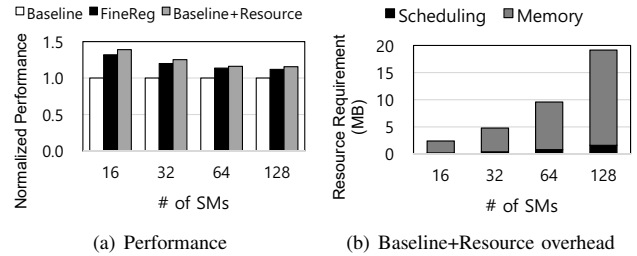 Baseline FineReg Baseline+Resource
Normalized Performance
1.5
1.0
0.5
0.0
16 32 64 128
# of SMs
(a) Performance
Scheduling Memory
Resource Requirement
(MB)
20
15
10
5
0
16 32 64 128
# of SMs
(b) Baseline+Resource overhead